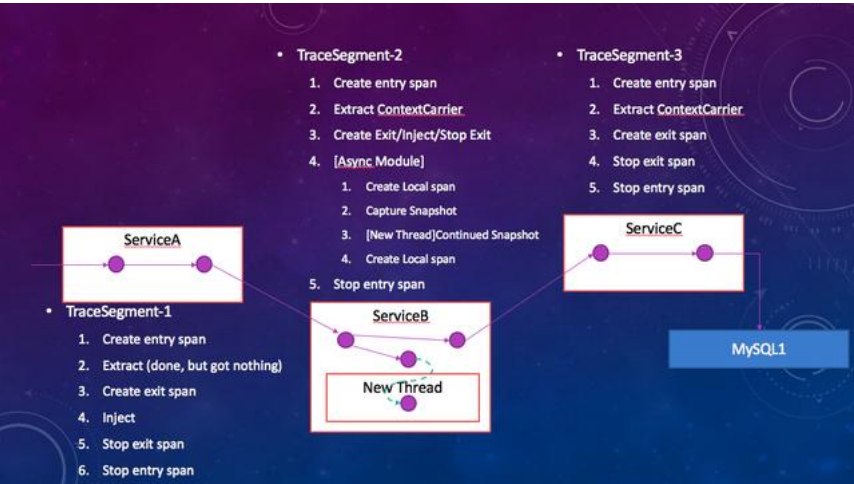 • TraceSegment-2
1. Create entry span
2. Extract ContextCarrier
3. Create Exit/Inject/Stop Exit
4. [Async Module]
1. Create Local span
2. Capture Snapshot
3. [New Thread]Continued Snapshot
4. Create Local span
5. Stop entry span
• TraceSegment-3
1. Create entry span
2. Extract ContextCarrier
3. Create exit span
4. Stop exit span
5. Stop entry span
ServiceA
• TraceSegment-1
1. Create entry span
2. Extract (done, but got nothing)
3. Create exit span
4. Inject
5. Stop exit span
6. Stop entry span
ServiceB
New Thread
ServiceC
MySQL1